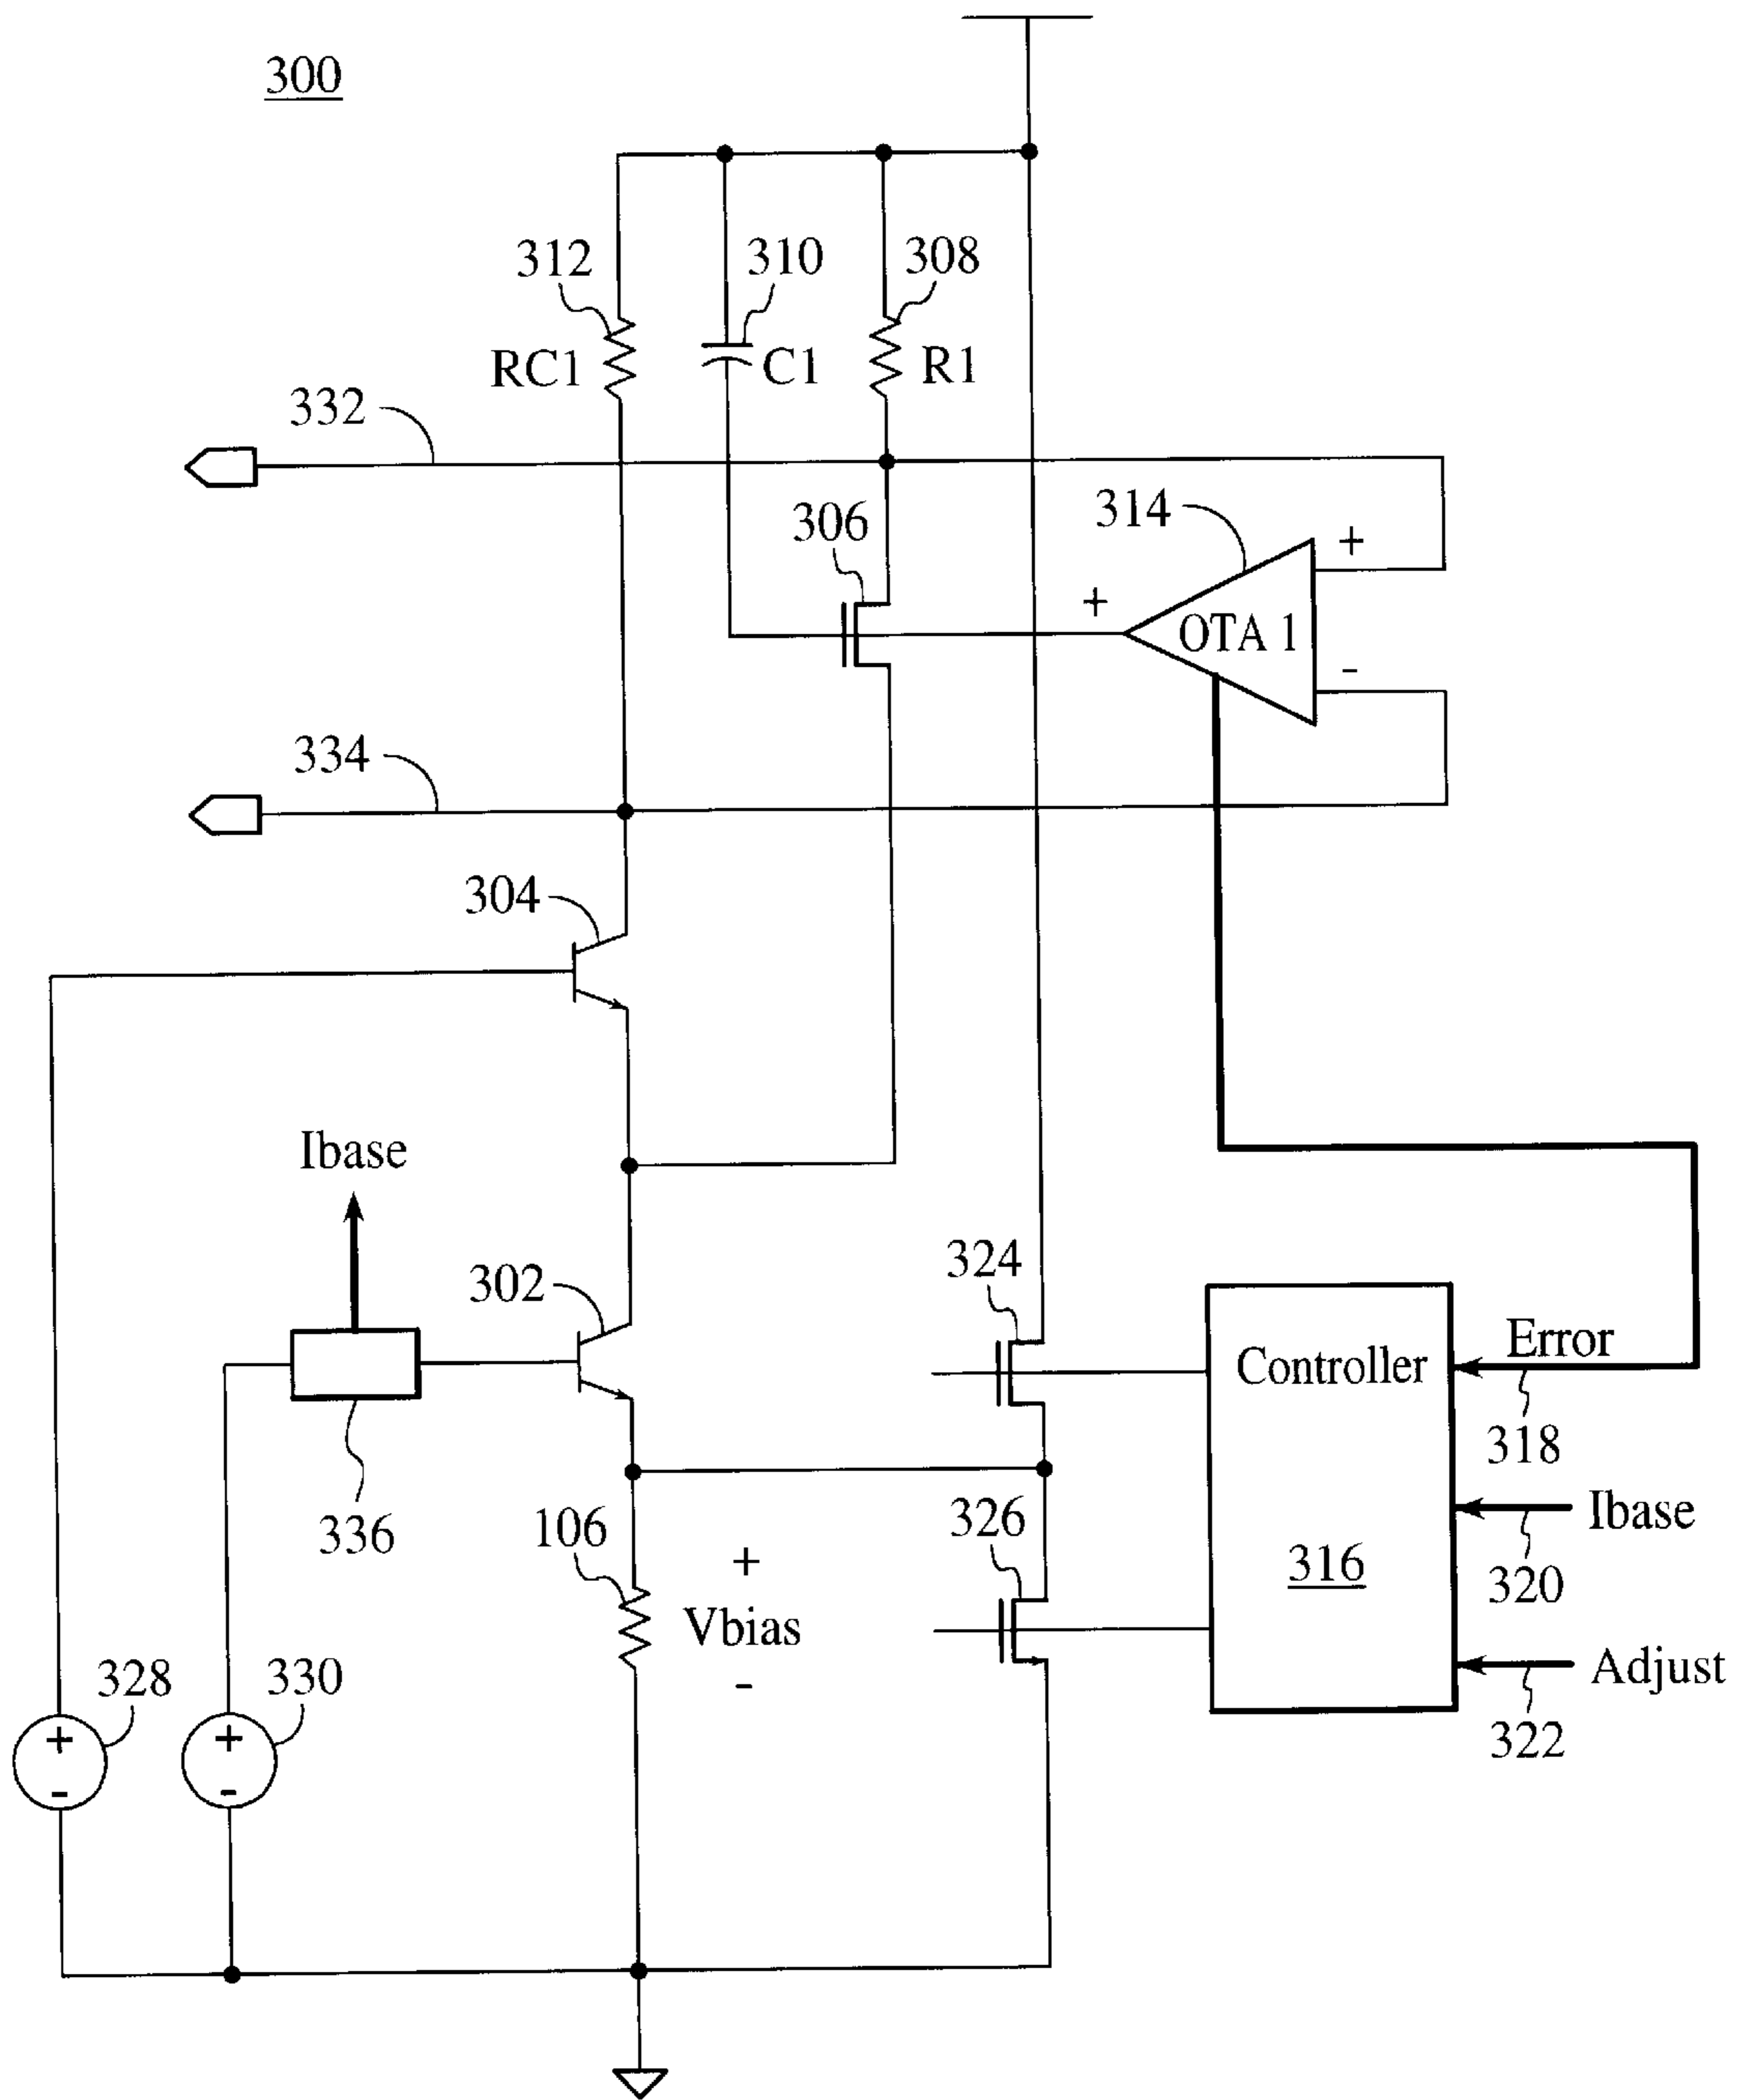 300
312
310
308
RC1
C1
R1
332
306
314
+
+
OTA 1
-
334
304
Ibase
302
324
Controller
Error
318
336
106
326
+
Vbias
-
316
Ibase
320
328
330
Adjust
322
+
-
+
-